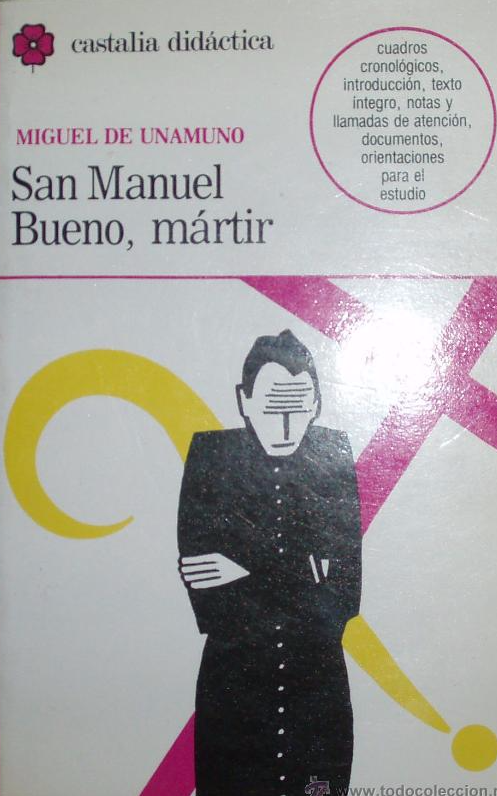 castalia didáctica
cuadros
cronológicos,
introducción, texto
íntegro, notas y
llamadas de atención,
documentos,
orientaciones
para el
estudio
MIGUEL DE UNAMUNO
San Manuel
Bueno, mártir
www.todocoleccion.n